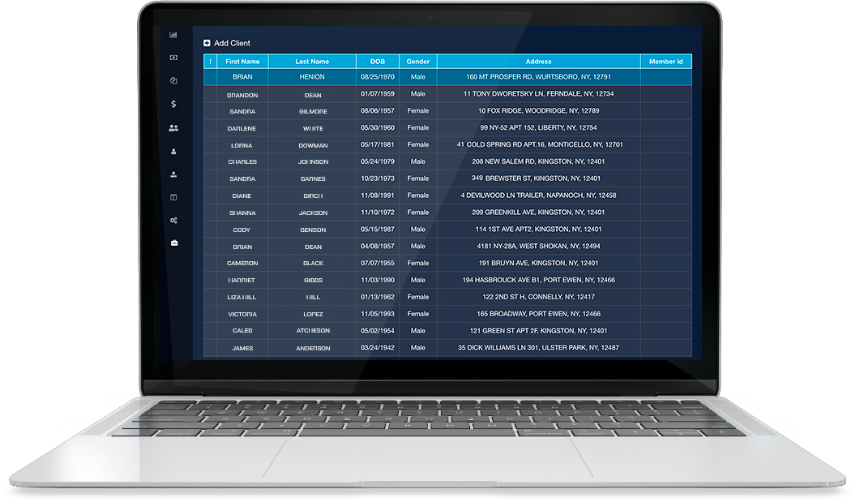 Add Client
! First Name Last Name DOB Gender Address Member Id
BRIAN HENION 08/25/1970 Male 160 MT PROSPER RD, WURTSBORO, NY, 12791
BRANDON DEAN 01/07/1959 Male 11 TONY DWORETSKY LN, FERNDALE, NY, 12734
SANDRA GILMORE 08/06/1957 Female 10 FOX RIDGE, WOODRIDGE, NY, 12789
DARLENE WHITE 05/30/1960 Female 99 NY-52 APT 152, LIBERTY, NY, 12754
LORNA BOWMAN 05/17/1981 Female 41 COLD SPRING RD APT.16, MONTICELLO, NY, 12701
CHARLES JOHNSON 05/24/1979 Male 208 NEW SALEM RD, KINGSTON, NY, 12401
SANDRA BARNES 10/23/1973 Female 349 BREWSTER ST, KINGSTON, NY, 12401
DIANE BIRCH 11/08/1991 Female 4 DEVILWOOD LN TRAILER, NAPANOCH, NY, 12458
SHANNA JACKSON 11/10/1972 Female 209 GREENKILL AVE, KINGSTON, NY, 12401
CODY BENSON 05/15/1987 Male 114 1ST AVE APT2, KINGSTON, NY, 12401
BRIAN DEAN 04/08/1957 Male 4181 NY-28A, WEST SHOKAN, NY, 12494
CAMERON BLACK 07/07/1955 Female 191 BRUYN AVE, KINGSTON, NY, 12401
HARRIET GIBBS 11/03/1990 Male 194 HASBROUCK AVE B1, PORT EWEN, NY, 12466
LIZA HILL HILL 01/13/1962 Female 122 2ND ST H, CONNELLY, NY, 12417
VICTORIA LOPEZ 11/05/1993 Female 165 BROADWAY, PORT EWEN, NY, 12466
CALEB ATCHESON 05/02/1954 Male 121 GREEN ST APT 2F, KINGSTON, NY, 12401
JAMES ANDERSON 03/24/1942 Male 35 DICK WILLIAMS LN 301, ULSTER PARK, NY, 12487